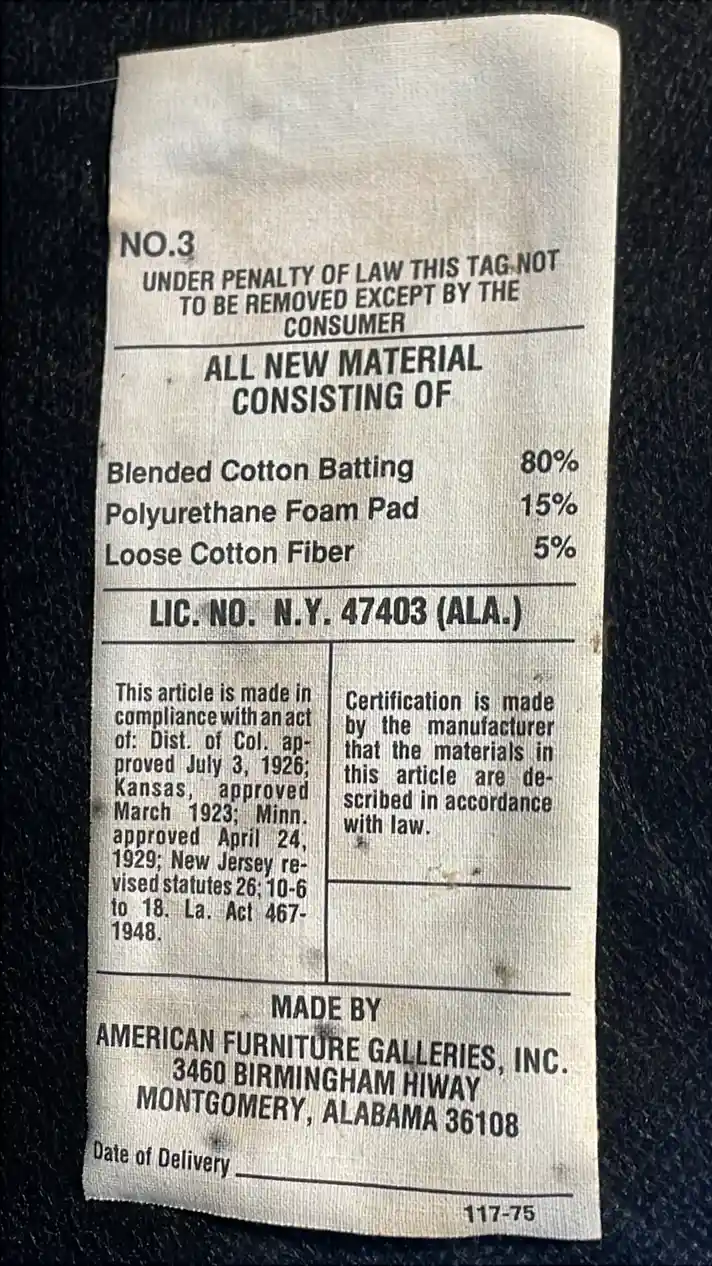 NO.3
UNDER PENALTY OF LAW THIS TAG NOT
TO BE REMOVED EXCEPT BY THE
CONSUMER
ALL NEW MATERIAL
CONSISTING OF
Blended Cotton Batting 80%
Polyurethane Foam Pad 15%
Loose Cotton Fiber 5%
LIC. NO. N.Y. 47403 (ALA.)
This article is made in
compliance with an act
of: Dist. of Col. ap-
proved July 3, 1926;
Kansas, approved
March 1923; Minn.
approved April 24,
1929; New Jersey re-
vised statutes 26; 10-6
to 18. La. Act 467-
1948.
Certification is made
by the manufacturer
that the materials in
this article are de-
scribed in accordance
with law.
MADE BY
AMERICAN FURNITURE GALLERIES, INC.
3460 BIRMINGHAM HIWAY
MONTGOMERY, ALABAMA 36108
Date of Delivery
117-75